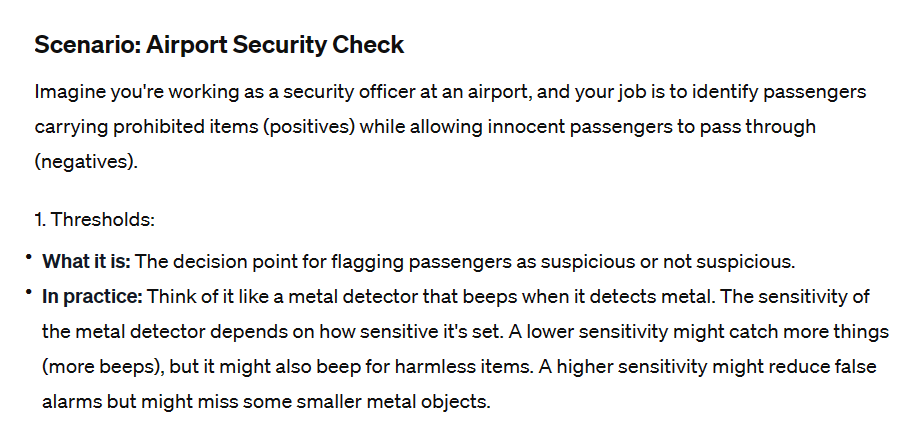 Scenario: Airport Security Check
Imagine you're working as a security officer at an airport, and your job is to identify passengers
carrying prohibited items (positives) while allowing innocent passengers to pass through
(negatives).
1. Thresholds:
• What it is: The decision point for flagging passengers as suspicious or not suspicious.
• In practice: Think of it like a metal detector that beeps when it detects metal. The sensitivity of
the metal detector depends on how sensitive it's set. A lower sensitivity might catch more things
(more beeps), but it might also beep for harmless items. A higher sensitivity might reduce false
alarms but might miss some smaller metal objects.